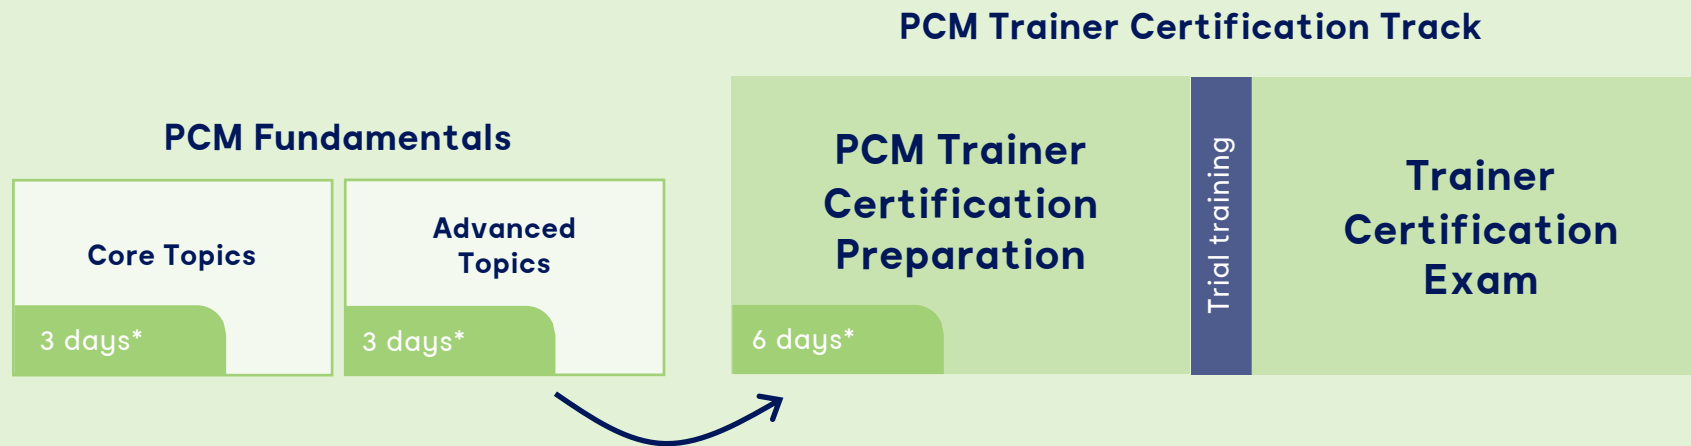 PCM Trainer Certification Track
PCM Fundamentals
Core Topics
3 days*
Advanced
Topics
3 days*
PCM Trainer
Certification
Preparation
6 days*
Trial training
Trainer
Certification
Exam